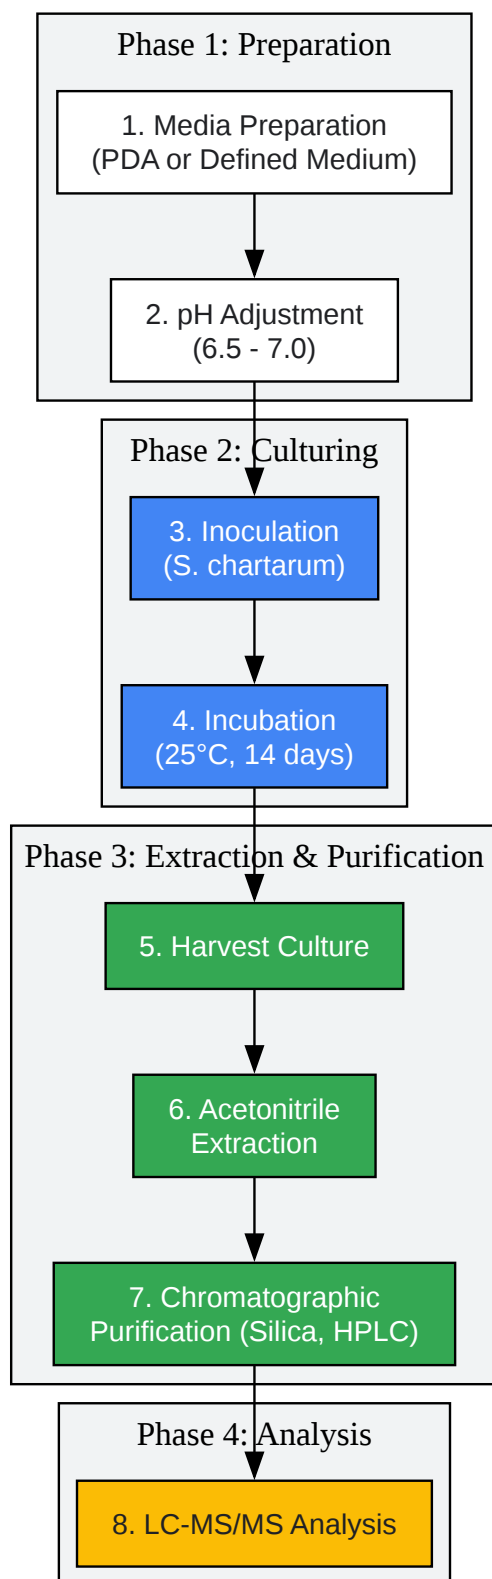 Phase 1: Preparation
1. Media Preparation
(PDA or Defined Medium)
2. pH Adjustment
(6.5 - 7.0)
Phase 2: Culturing
3. Inoculation
(S. chartarum)
4. Incubation
(25°C, 14 days)
Phase 3: Extraction & Purification
5. Harvest Culture
6. Acetonitrile
Extraction
7. Chromatographic
Purification (Silica, HPLC)
Phase 4: Analysis
8. LC-MS/MS Analysis